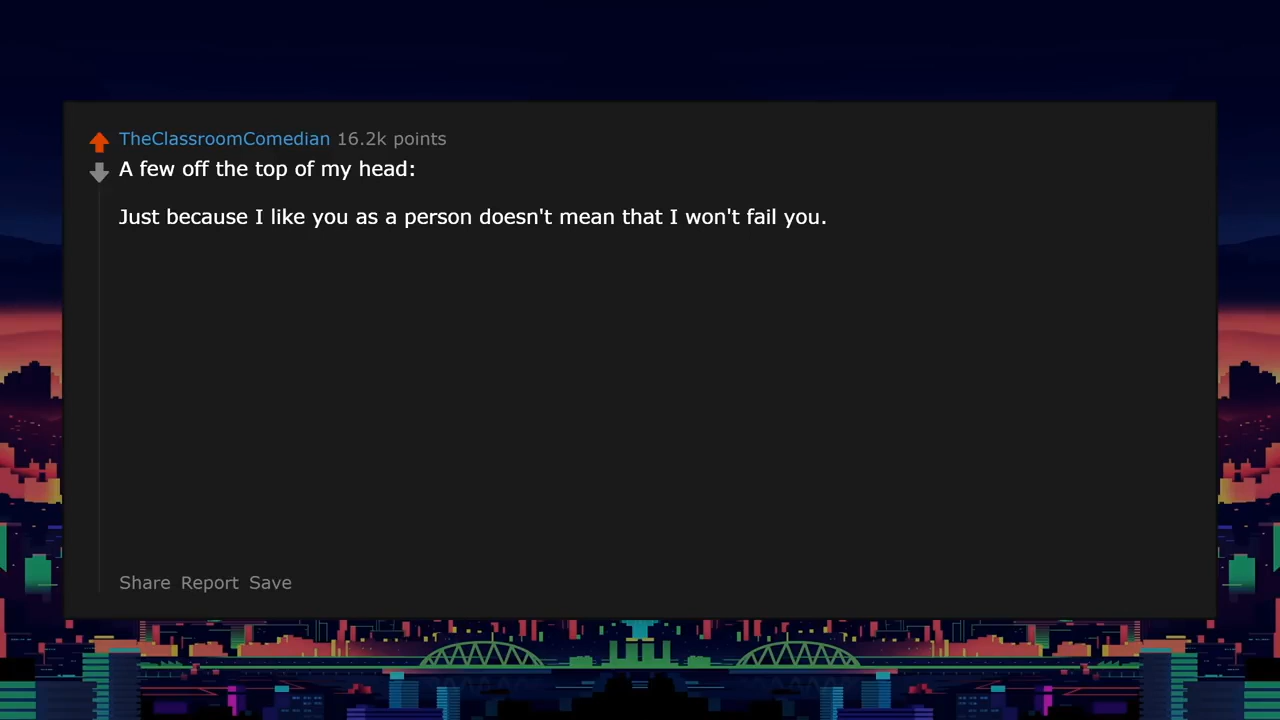 TheClassroomComedian 16.2k points
A few off the top of my head:
Just because I like you as a person doesn't mean that I won't fail you.
Share Report Save